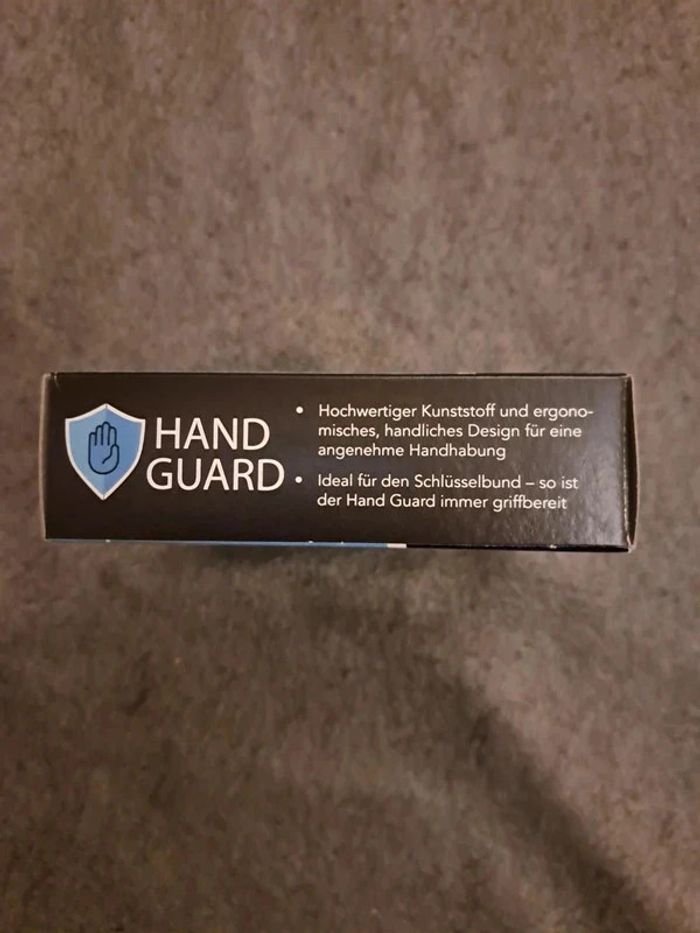 HAND
GUARD
• Hochwertiger Kunststoff und ergono-
misches, handliches Design für eine
angenehme Handhabung
• Ideal für den Schlüsselbund – so ist
der Hand Guard immer griffbereit